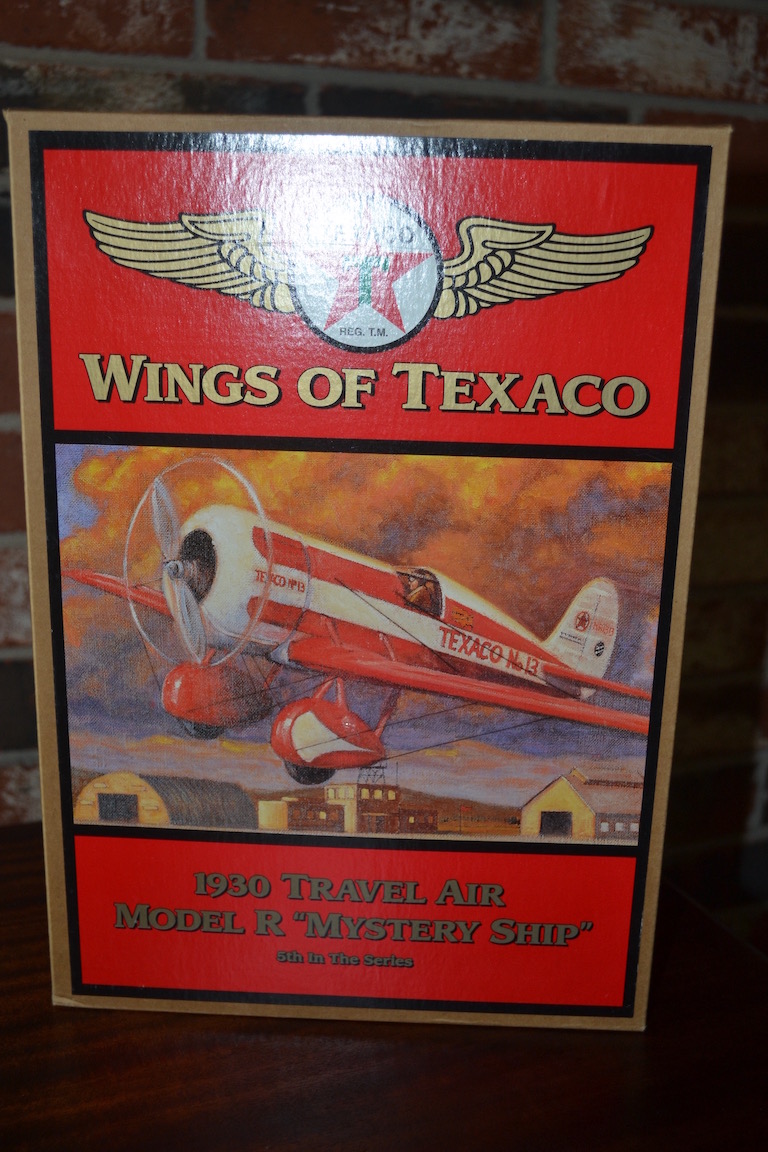 TEXACO
T
REG. T.M.
WINGS OF TEXACO
TEXACO No 13
TEXACO No. 13
1930 TRAVEL AIR
MODEL R "MYSTERY SHIP"
5th In The Series